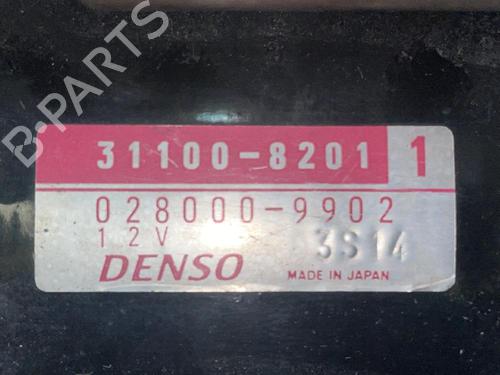 B-PARTS
31100-8201 1
028000-9902
12V 3S14
DENSO MADE IN JAPAN